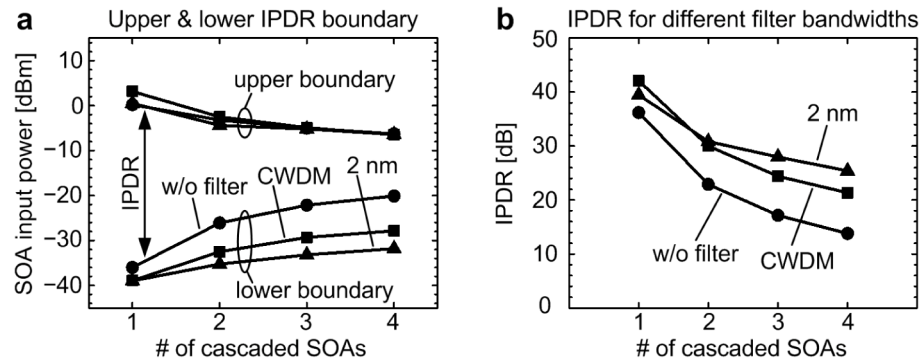 a
Upper & lower IPDR boundary
SOA input power [dBm]
10
0
−10
−20
−30
−40
upper boundary
IPDR
w/o filter
CWDM
2 nm
lower boundary
1 2 3 4
# of cascaded SOAs
b
IPDR for different filter bandwidths
IPDR [dB]
50
40
30
20
10
0
2 nm
w/o filter
CWDM
1 2 3 4
# of cascaded SOAs